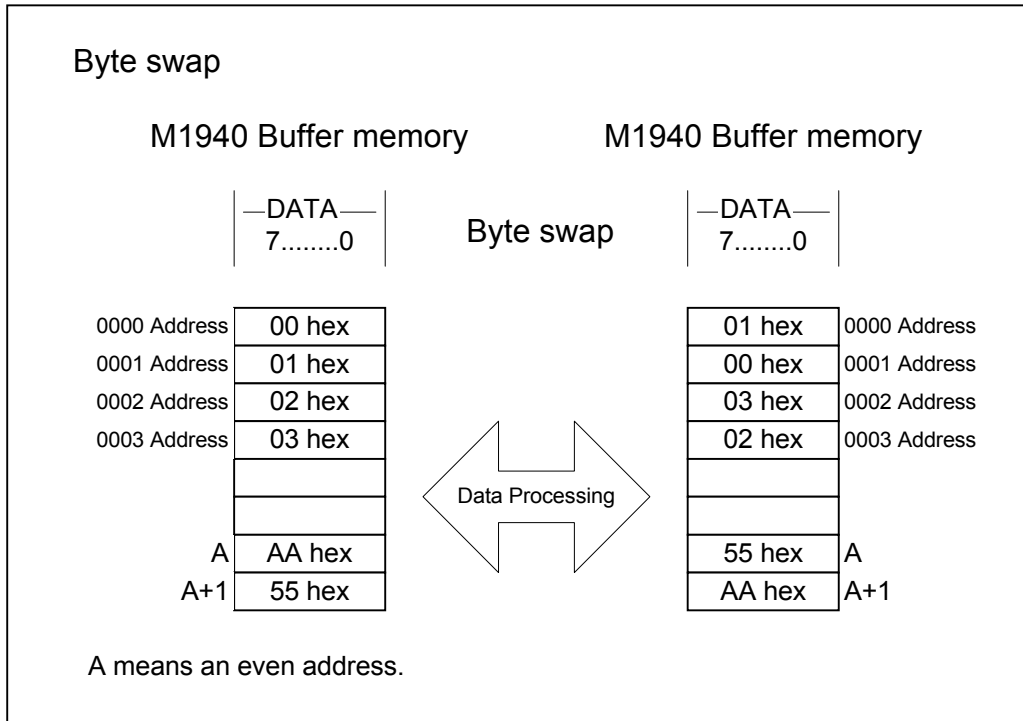 Byte swap
M1940 Buffer memory M1940 Buffer memory
DATA DATA
7........0 Byte swap 7........0
0000 Address 00 hex 01 hex 0000 Address
0001 Address 01 hex 00 hex 0001 Address
0002 Address 02 hex 03 hex 0002 Address
0003 Address 03 hex 02 hex 0003 Address
Data Processing
A AA hex 55 hex A
A+1 55 hex AA hex A+1
A means an even address.